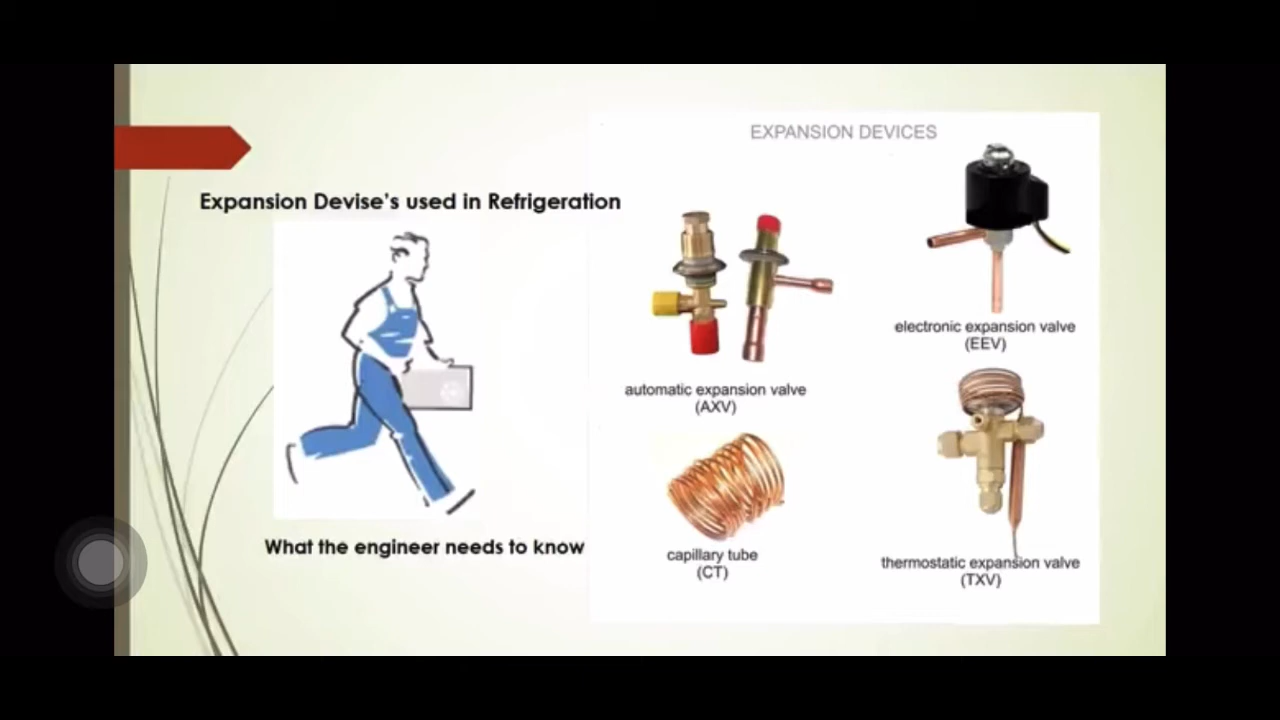 Expansion Devise's used in Refrigeration
What the engineer needs to know
EXPANSION DEVICES
automatic expansion valve
(AXV)
electronic expansion valve
(EEV)
capillary tube
(CT)
thermostatic expansion valve
(TXV)